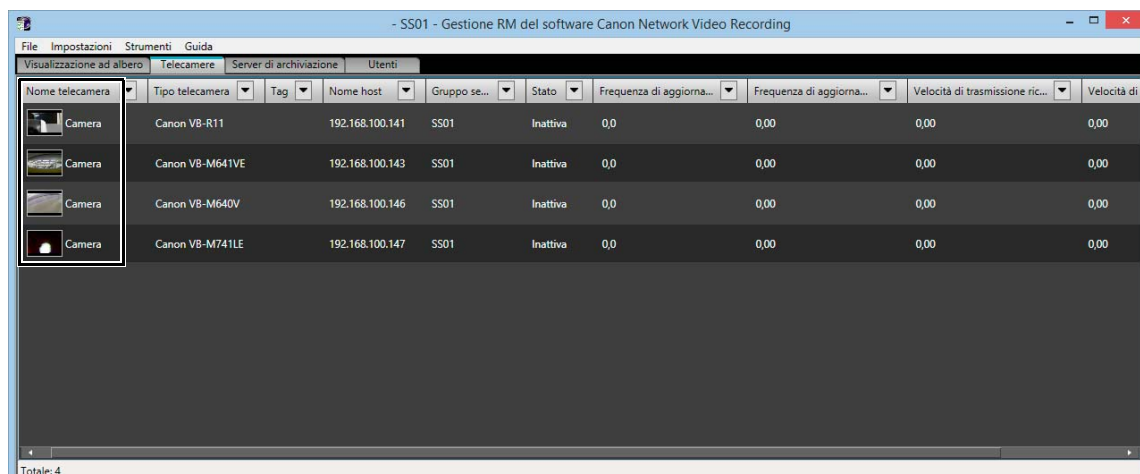 - SS01 - Gestione RM del software Canon Network Video Recording
File Impostazioni Strumenti Guida
Visualizzazione ad albero Telecamere Server di archiviazione Utenti
Nome telecamera Tipo telecamera Tag Nome host Gruppo se... Stato Frequenza di aggiorna... Frequenza di aggiorna... Velocità di trasmissione ric... Velocità di
Camera Canon VB-R11 192.168.100.141 SS01 Inattiva 0,0 0,00 0,00 0,00
Camera Canon VB-M641VE 192.168.100.143 SS01 Inattiva 0,0 0,00 0,00 0,00
Camera Canon VB-M640V 192.168.100.146 SS01 Inattiva 0,0 0,00 0,00 0,00
Camera Canon VB-M741LE 192.168.100.147 SS01 Inattiva 0,0 0,00 0,00 0,00
Totale: 4